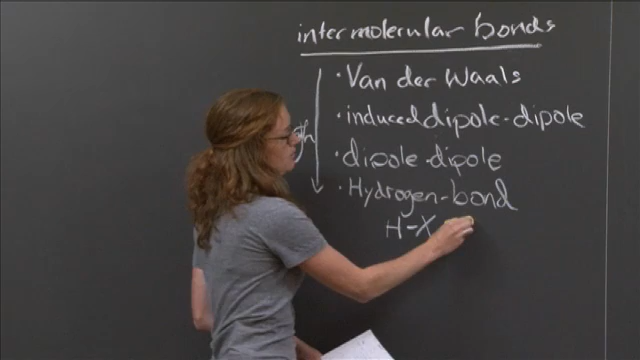 intermolecular bonds
· Van der Waals
· induced dipole-dipole
· dipole-dipole
· Hydrogen-bond
H-X